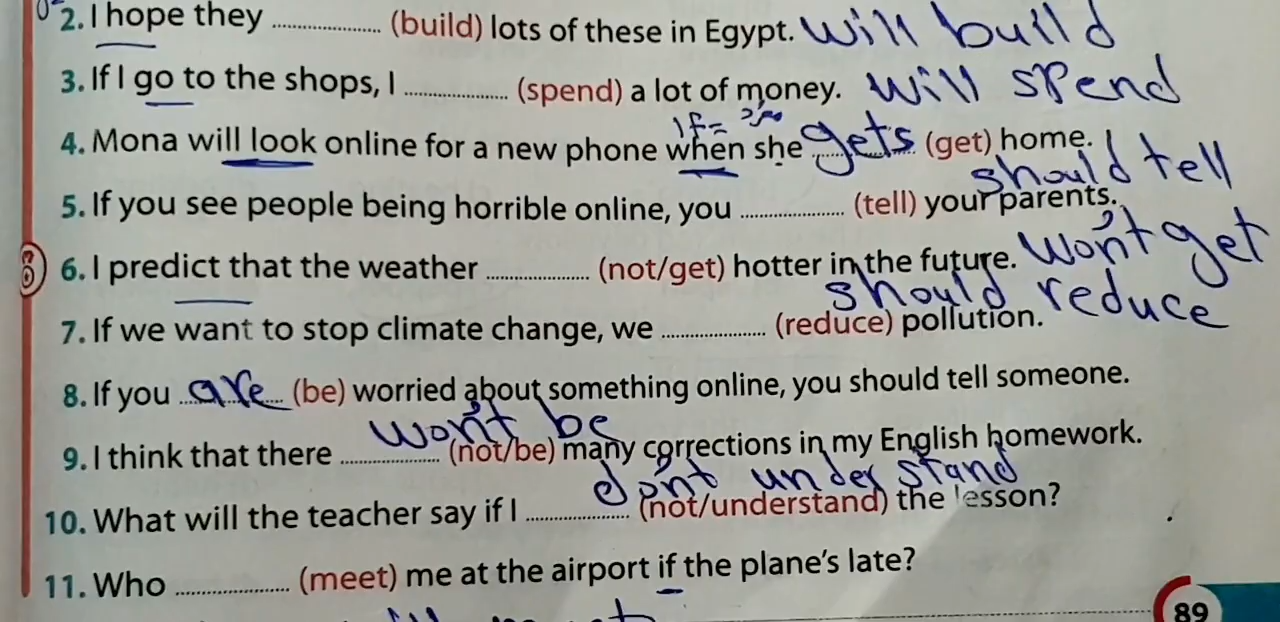 2. I hope they .................... (build) lots of these in Egypt. will build
3. If I go to the shops, I .................... (spend) a lot of money. will spend
If =
4. Mona will look online for a new phone when she gets (get) home.
should tell
5. If you see people being horrible online, you .................... (tell) your parents.
6. I predict that the weather .................... (not/get) hotter in the future. won't get
should reduce
7. If we want to stop climate change, we .................... (reduce) pollution.
8. If you are (be) worried about something online, you should tell someone.
won't be
9. I think that there .................... (not/be) many corrections in my English homework.
don't understand
10. What will the teacher say if I .................... (not/understand) the lesson?
11. Who .................... (meet) me at the airport if the plane's late?
89